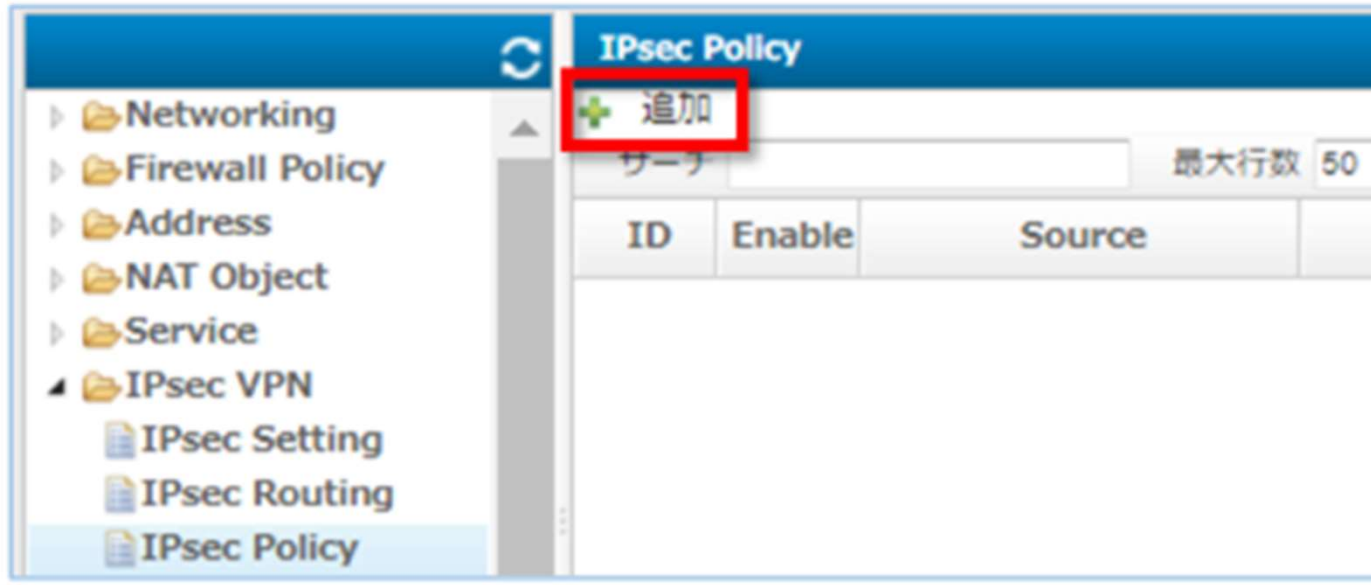 Networking
Firewall Policy
Address
NAT Object
Service
IPsec VPN
IPsec Setting
IPsec Routing
IPsec Policy
IPsec Policy
追加
サーチ 最大行数 50
ID Enable Source